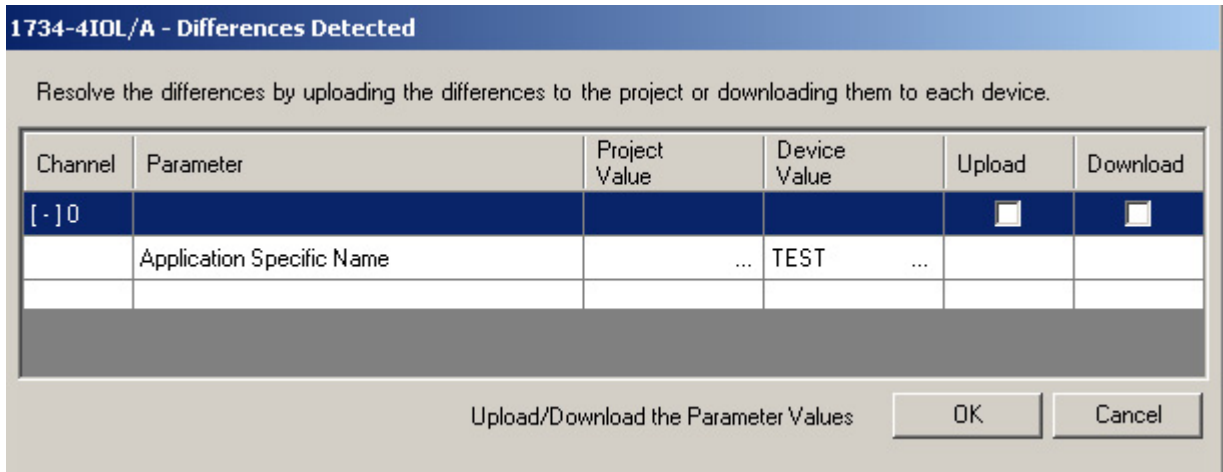 1734-4IOL/A - Differences Detected
Resolve the differences by uploading the differences to the project or downloading them to each device.
Channel Parameter Project Value Device Value Upload Download
[-] 0
Application Specific Name ... TEST ...
Upload/Download the Parameter Values OK Cancel